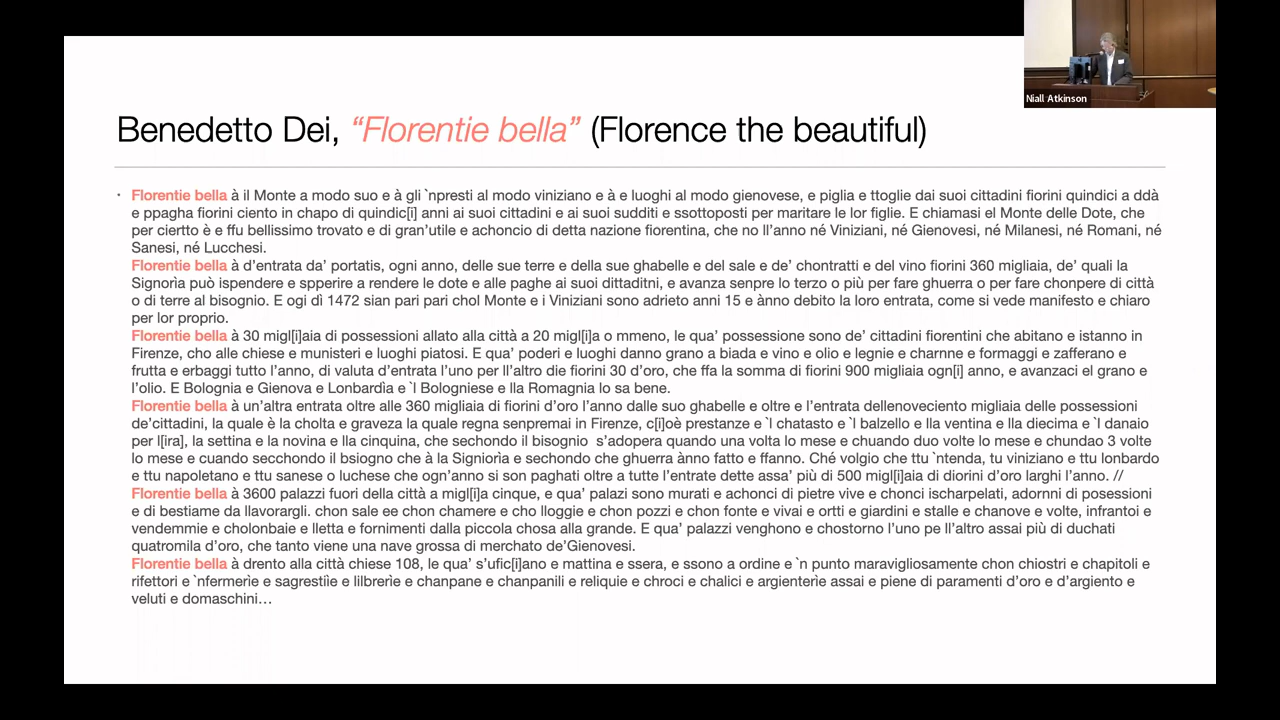 Niall Atkinson
Benedetto Dei, “Florentie bella” (Florence the beautiful)
• Florentie bella à il Monte a modo suo e à gli `npresti al modo viniziano e à e luoghi al modo gienovese, e piglia e ttoglie dai suoi cittadini fiorini quindici a ddà
e ppagha fiorini ciento in chapo di quindic[i] anni ai suoi cittadini e ai suoi sudditi e ssottoposti per maritare le lor figlie. E chiamasi el Monte delle Dote, che
per ciertto è e ffu bellissimo trovato e di gran’utile e achoncio di detta nazione fiorentina, che no ll’anno né Viniziani, né Gienovesi, né Milanesi, né Romani, né
Sanesi, né Lucchesi.
Florentie bella à d’entrata da’ portatis, ogni anno, delle sue terre e della sue ghabelle e del sale e de’ chontratti e del vino fiorini 360 migliaia, de’ quali la
Signorìa può ispendere e spperire a rendere le dote e alle paghe ai suoi dittaditni, e avanza senpre lo terzo o più per fare ghuerra o per fare chonpere di città
o di terre al bisogno. E ogi dì 1472 sian pari pari chol Monte e i Viniziani sono adrieto anni 15 e ànno debito la loro entrata, come si vede manifesto e chiaro
per lor proprio.
Florentie bella à 30 migl[i]aia di possessioni allato alla città a 20 migl[i]a o mmeno, le qua’ possessione sono de’ cittadini fiorentini che abitano e istanno in
Firenze, cho alle chiese e munisteri e luoghi piatosi. E qua’ poderi e luoghi danno grano a biada e vino e olio e legnie e charnne e formaggi e zafferano e
frutta e erbaggi tutto l’anno, di valuta d’entrata l’uno per ll’altro die fiorini 30 d’oro, che ffa la somma di fiorini 900 migliaia ogn[i] anno, e avanzaci el grano e
l’olio. E Bolognia e Gienova e Lonbardìa e `l Bologniese e lla Romagnia lo sa bene.
Florentie bella à un’altra entrata oltre alle 360 migliaia di fiorini d’oro l’anno dalle suo ghabelle e oltre e l’entrata dellenoveciento migliaia delle possessioni
de’cittadini, la quale è la cholta e graveza la quale regna senpremai in Firenze, c[i]oè prestanze e `l chatasto e `l balzello e lla ventina e lla diecima e `l danaio
per l[ira], la settina e la novina e lla cinquina, che sechondo il bisognio s’adopera quando una volta lo mese e chuando duo volte lo mese e chundao 3 volte
lo mese e cuando secchondo il bsiognio che à la Signiorìa e sechondo che ghuerra ànno fatto e ffanno. Ché volgio che ttu `ntenda, tu viniziano e ttu lonbardo
e ttu napoletano e ttu sanese o luchese che ogn’anno si son paghati oltre a tutte l’entrate dette assa’ più di 500 migl[i]aia di diorini d’oro larghi l’anno. //
Florentie bella à 3600 palazzi fuori della città a migl[i]a cinque, e qua’ palazi sono murati e achonci di pietre vive e chonci ischarpelati, adornni di posessioni
e di bestiame da llavorargli. chon sale ee chon chamere e cho lloggie e chon pozzi e chon fonte e vivai e ortti e giardini e stalle e chanove e volte, infrantoi e
vendemmie e cholonbaie e lletta e fornimenti dalla piccola chosa alla grande. E qua’ palazzi venghono e chostorno l’uno pe ll’altro assai più di duchati
quatromila d’oro, che tanto viene una nave grossa di merchato de’Gienovesi.
Florentie bella à drento alla città chiese 108, le qua’ s’ufic[i]ano e mattina e ssera, e ssono a ordine e `n punto maravigliosamente chon chiostri e chapitoli e
rifettori e `nfermerìe e sagrestiìe e lilbrerìe e chanpane e chanpanili e reliquie e chroci e chalici e argienterìe assai e piene di paramenti d’oro e d’argiento e
veluti e domaschini…